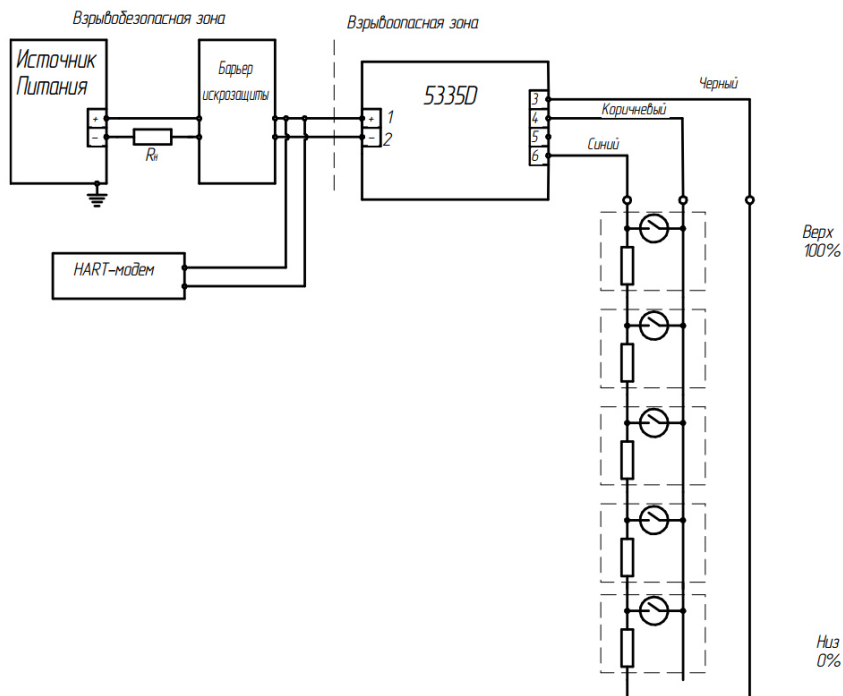 Взрывобезопасная зона
Взрывоопасная зона
Источник
Питания
+
−
Rн
Барьер
искрозащиты
+
−
1
2
5335D
3
4
5
6
Черный
Коричневый
Синий
HART-модем
Верх
100%
Низ
0%